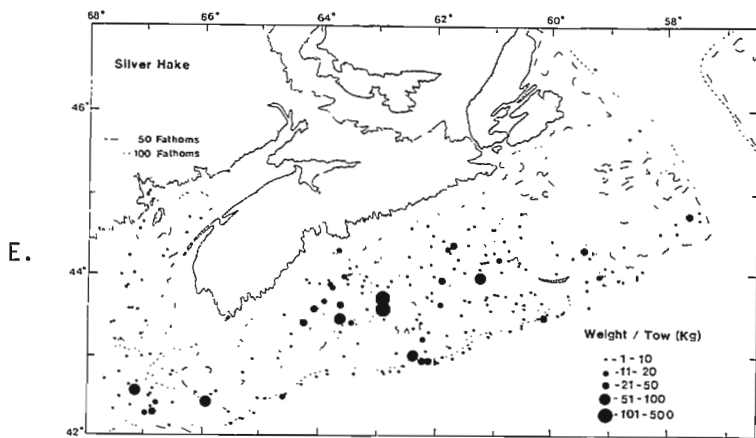 68° 66° 64° 62° 60° 58°
48°
Silver Hake
46°
50 Fathoms
100 Fathoms
E.
44°
Weight / Tow (Kg)
1-10
-11-20
-21-50
-51-100
-101-500
42°